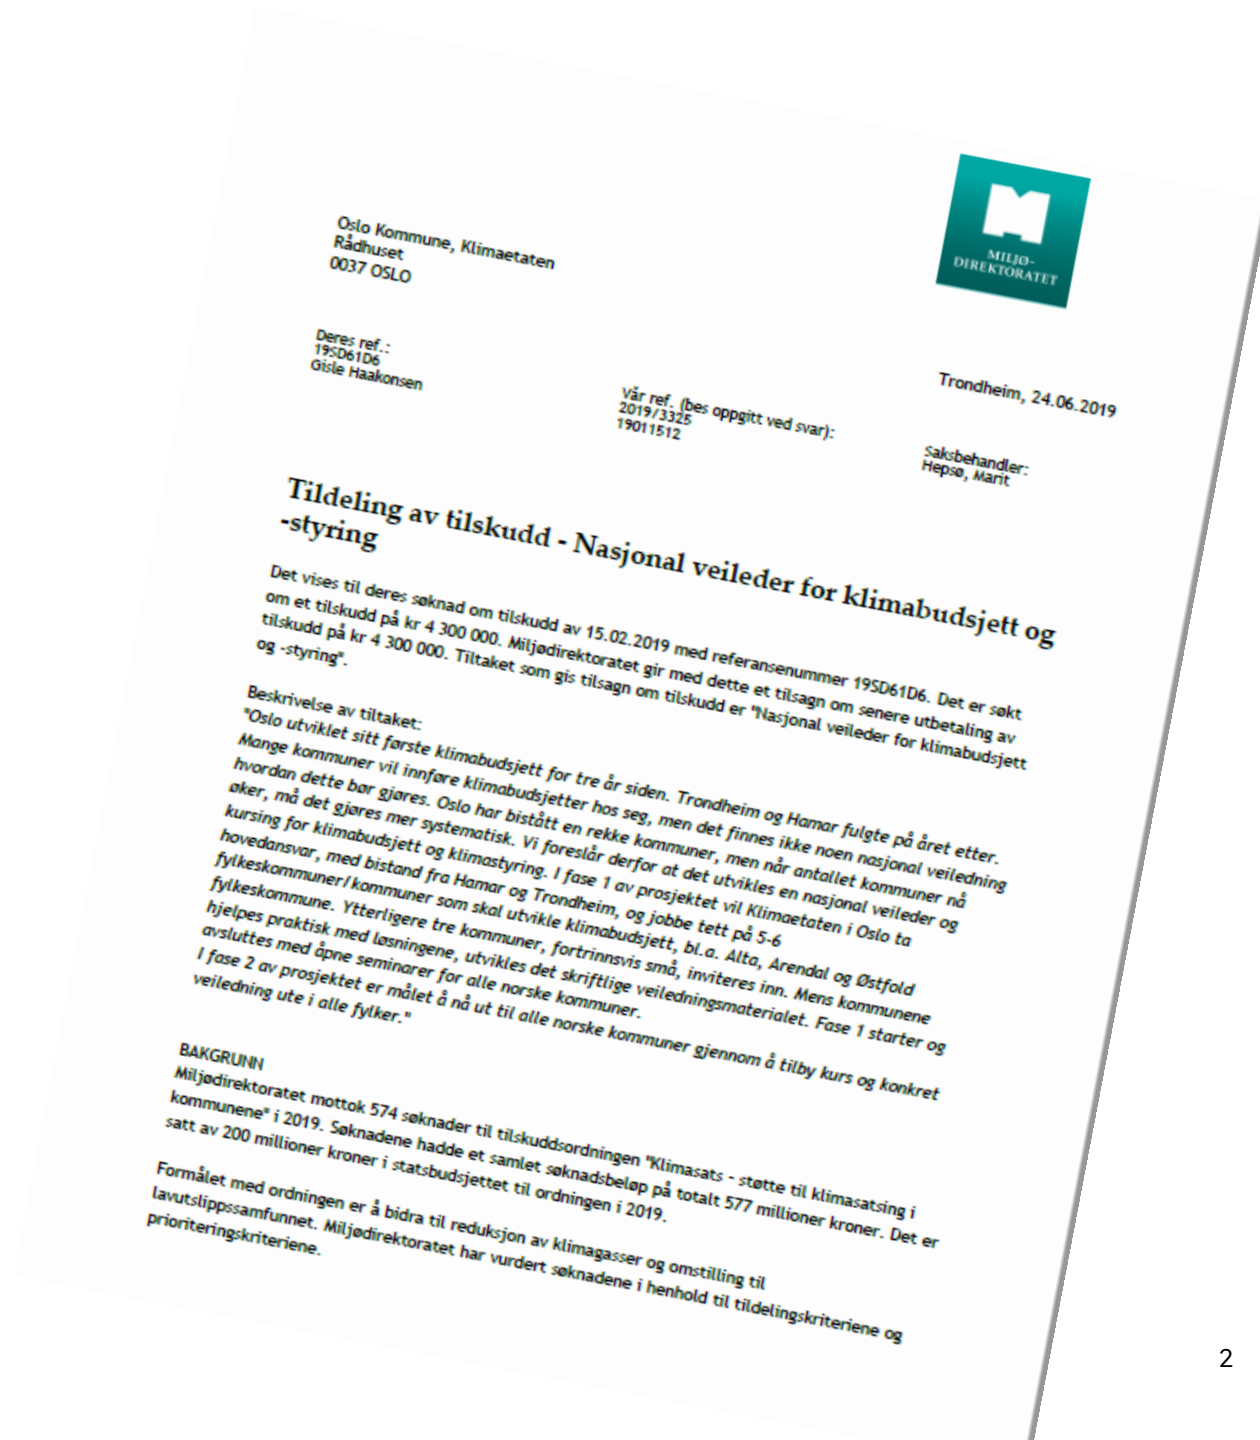 MILJØ-
DIREKTORATET
Oslo Kommune, Klimaetaten
Rådhuset
0037 OSLO
Trondheim, 24.06.2019
Deres ref.:
19SD61D6
Gisle Haakonsen
Vår ref. (bes oppgitt ved svar):
2019/3325
19011512
Saksbehandler:
Hepsø, Marit
Tildeling av tilskudd - Nasjonal veileder for klimabudsjett og
-styring
Det vises til deres søknad om tilskudd av 15.02.2019 med referansenummer 19SD61D6. Det er søkt
om et tilskudd på kr 4 300 000. Miljødirektoratet gir med dette et tilsagn om senere utbetaling av
tilskudd på kr 4 300 000. Tiltaket som gis tilsagn om tilskudd er "Nasjonal veileder for klimabudsjett
og -styring".
Beskrivelse av tiltaket:
"Oslo utviklet sitt første klimabudsjett for tre år siden. Trondheim og Hamar fulgte på året etter.
Mange kommuner vil innføre klimabudsjetter hos seg, men det finnes ikke noen nasjonal veiledning
hvordan dette bør gjøres. Oslo har bistått en rekke kommuner, men når antallet kommuner nå
øker, må det gjøres mer systematisk. Vi foreslår derfor at det utvikles en nasjonal veileder og
kursing for klimabudsjett og klimastyring. I fase 1 av prosjektet vil Klimaetaten i Oslo ta
hovedansvar, med bistand fra Hamar og Trondheim, og jobbe tett på 5-6
fylkeskommuner/kommuner som skal utvikle klimabudsjett, bl.a. Alta, Arendal og Østfold
fylkeskommune. Ytterligere tre kommuner, fortrinnsvis små, inviteres inn. Mens kommunene
hjelpes praktisk med løsningene, utvikles det skriftlige veiledningsmaterialet. Fase 1 starter og
avsluttes med åpne seminarer for alle norske kommuner.
I fase 2 av prosjektet er målet å nå ut til alle norske kommuner gjennom å tilby kurs og konkret
veiledning ute i alle fylker."
BAKGRUNN
Miljødirektoratet mottok 574 søknader til tilskuddsordningen "Klimasats - støtte til klimasatsing i
kommunene" i 2019. Søknadene hadde et samlet søknadsbeløp på totalt 577 millioner kroner. Det er
satt av 200 millioner kroner i statsbudsjettet til ordningen i 2019.
Formålet med ordningen er å bidra til reduksjon av klimagasser og omstilling til
lavutslippssamfunnet. Miljødirektoratet har vurdert søknadene i henhold til tildelingskriteriene og
prioriteringskriteriene.
2